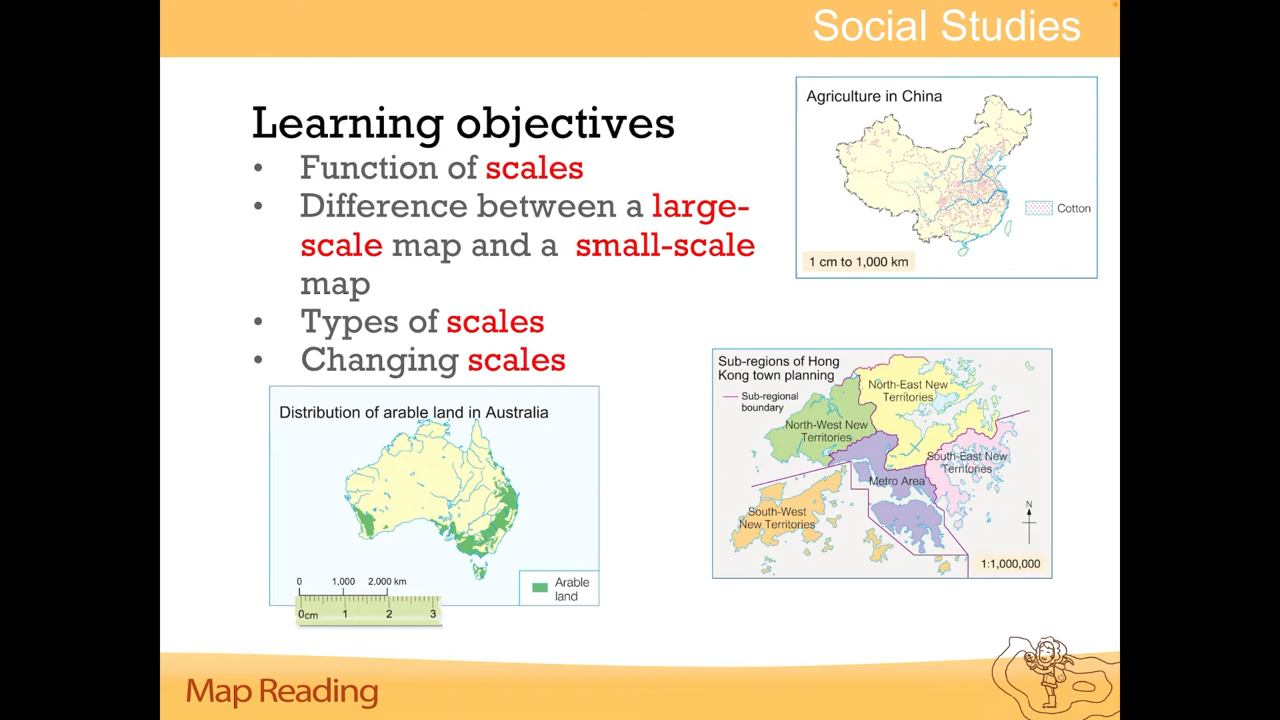 Social Studies
Learning objectives
• Function of scales
• Difference between a large-
scale map and a small-scale
map
• Types of scales
• Changing scales
Agriculture in China
Cotton
1 cm to 1,000 km
Distribution of arable land in Australia
0 1,000 2,000 km
0cm 1 2 3
Arable
land
Sub-regions of Hong
Kong town planning
Sub-regional
boundary
North-East New
Territories
North-West New
Territories
South-East New
Territories
Metro Area
South-West
New Territories
N
1:1,000,000
Map Reading